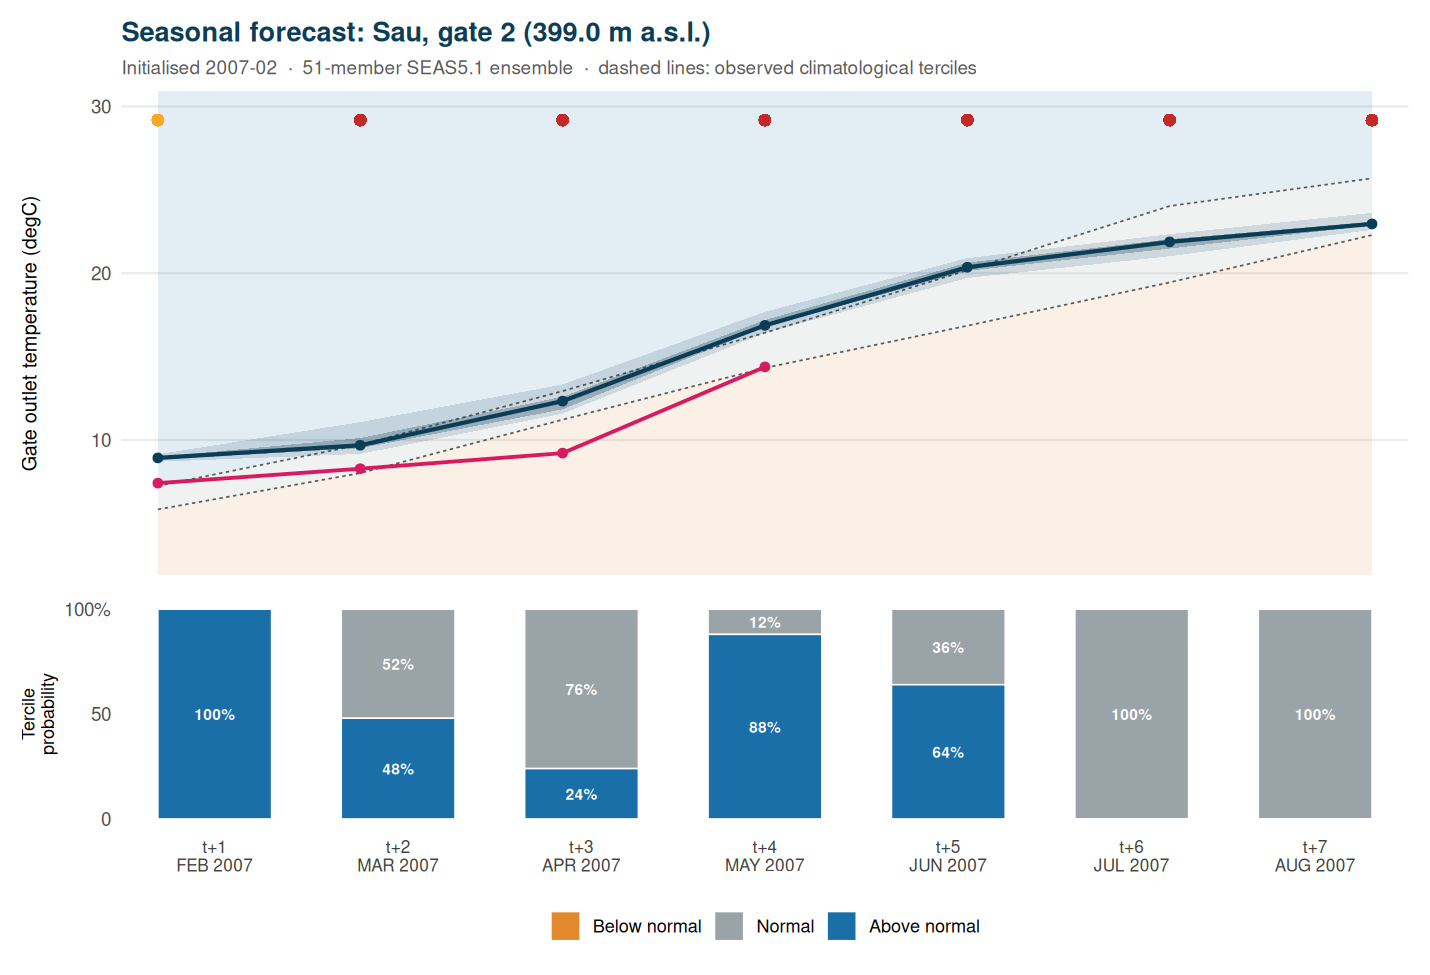 Seasonal forecast: Sau, gate 2 (399.0 m a.s.l.)
Initialised 2007-02 · 51-member SEAS5.1 ensemble · dashed lines: observed climatological terciles
Gate outlet temperature (degC)
30
20
10
Tercile
probability
100%
50
0
100%
52%
48%
76%
24%
12%
88%
36%
64%
100%
100%
t+1
FEB 2007
t+2
MAR 2007
t+3
APR 2007
t+4
MAY 2007
t+5
JUN 2007
t+6
JUL 2007
t+7
AUG 2007
Below normal
Normal
Above normal